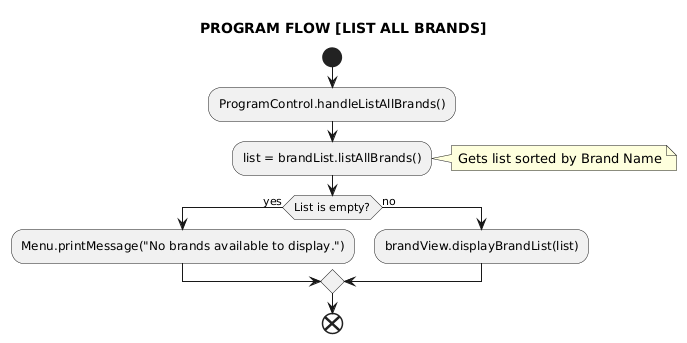 PROGRAM FLOW [LIST ALL BRANDS]
ProgramControl.handleListAllBrands()
list = brandList.listAllBrands()
Gets list sorted by Brand Name
List is empty?
yes
no
Menu.printMessage("No brands available to display.")
brandView.displayBrandList(list)